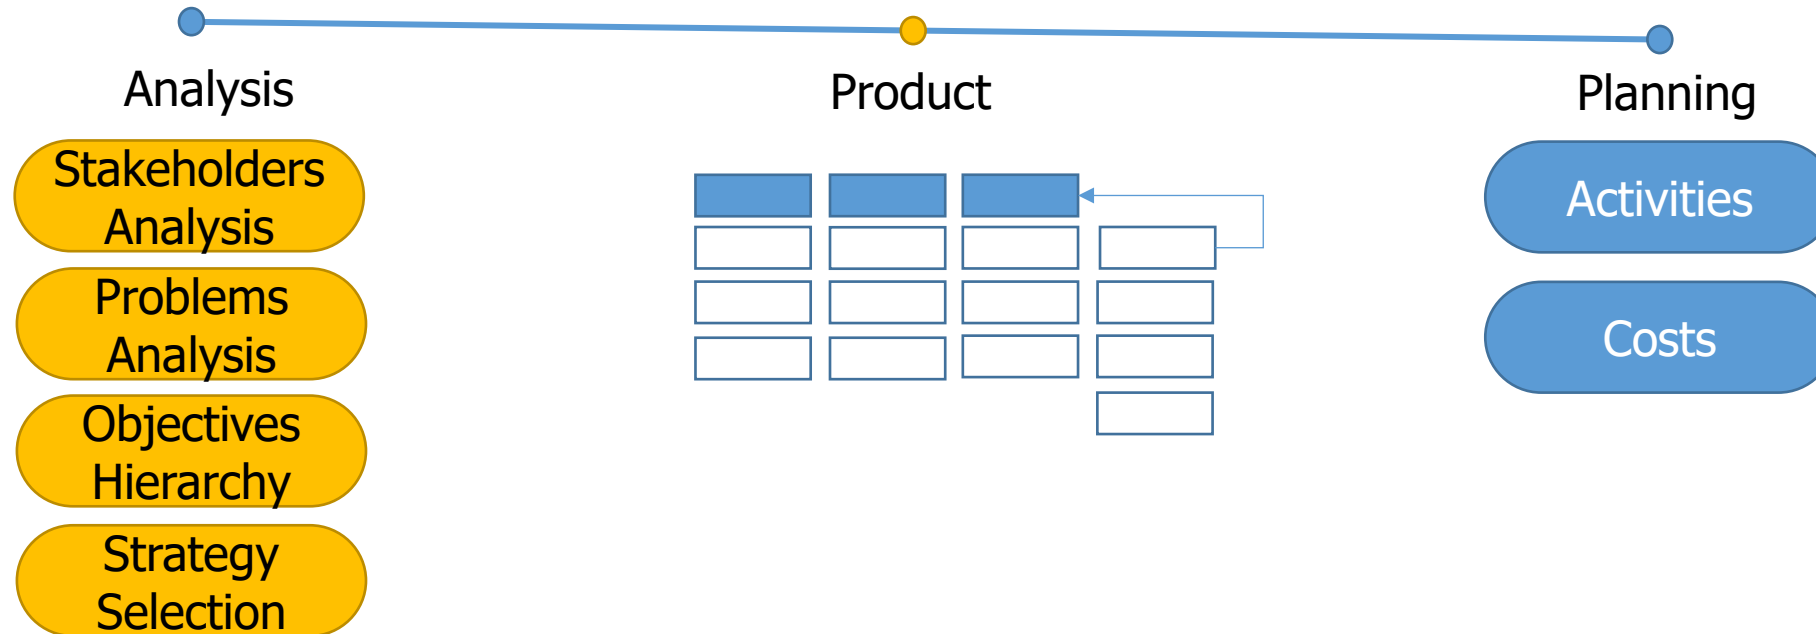 Analysis
Stakeholders
Analysis
Problems
Analysis
Objectives
Hierarchy
Strategy
Selection
Product
Planning
Activities
Costs